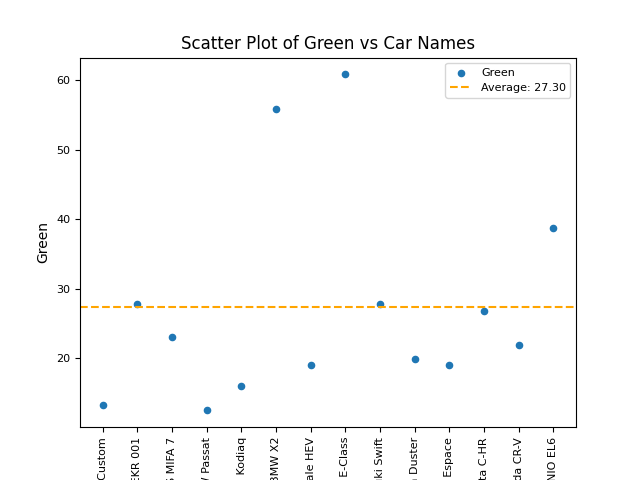 Scatter Plot of Green vs Car Names
Green
Average: 27.30
60
50
40
30
20
Green
Custom
EKR 001
MIFA 7
Passat
Kodiaq
BMW X2
HEV
E-Class
Swift
Duster
Espace
C-HR
CR-V
NIO EL6